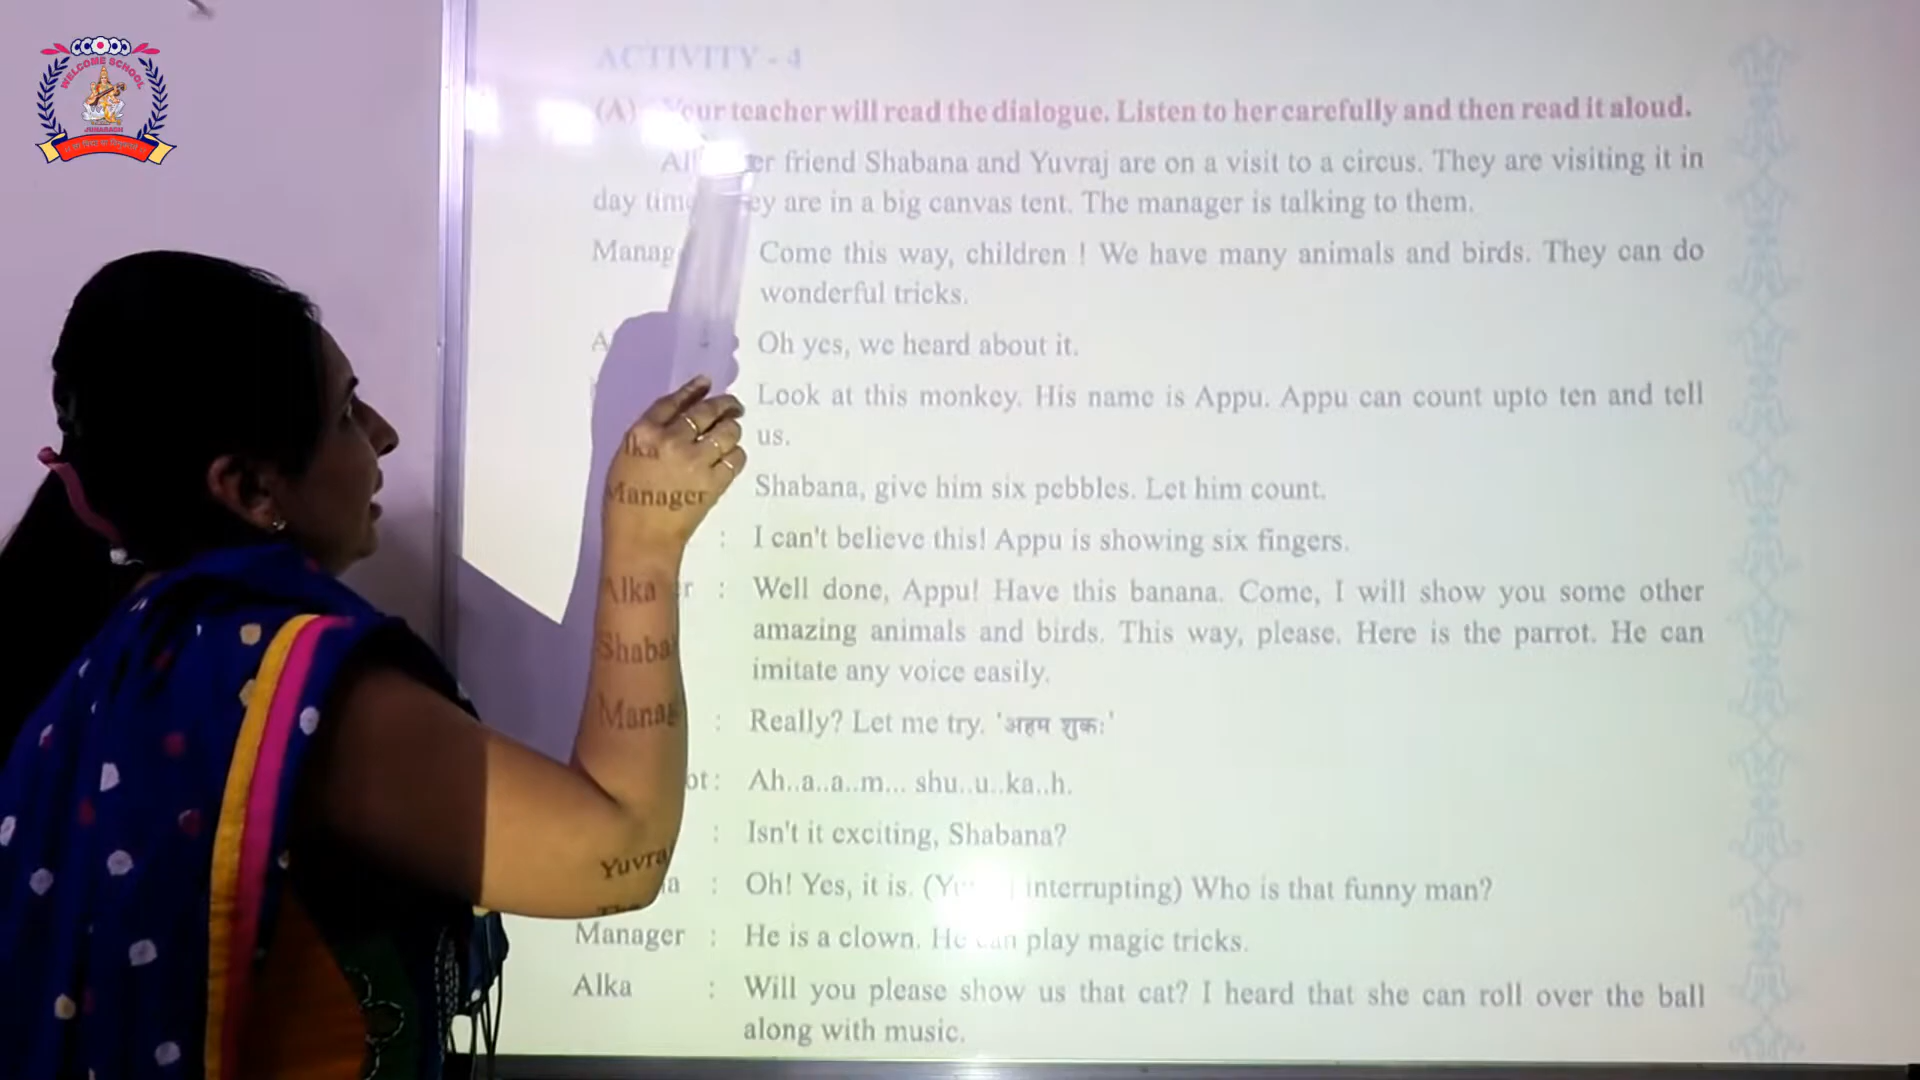 WELCOME SCHOOL
JUNAGADH
ACTIVITY - 4
(A) Your teacher will read the dialogue. Listen to her carefully and then read it aloud.
friend Shabana and Yuvraj are on a visit to a circus. They are visiting it in
day are in a big canvas tent. The manager is talking to them.
Come this way, children ! We have many animals and birds. They can do
wonderful tricks.
Oh yes, we heard about it.
Look at this monkey. His name is Appu. Appu can count upto ten and tell
us.
Manager Shabana, give him six pebbles. Let him count.
: I can't believe this! Appu is showing six fingers.
Alka : Well done, Appu! Have this banana. Come, I will show you some other
amazing animals and birds. This way, please. Here is the parrot. He can
imitate any voice easily.
: Really? Let me try. 'अहम शुकः'
: Ah..a..a..m... shu..u..ka..h.
: Isn't it exciting, Shabana?
Yuvraj
: Oh! Yes, it is. ( interrupting) Who is that funny man?
Manager : He is a clown. He can play magic tricks.
Alka : Will you please show us that cat? I heard that she can roll over the ball
along with music.